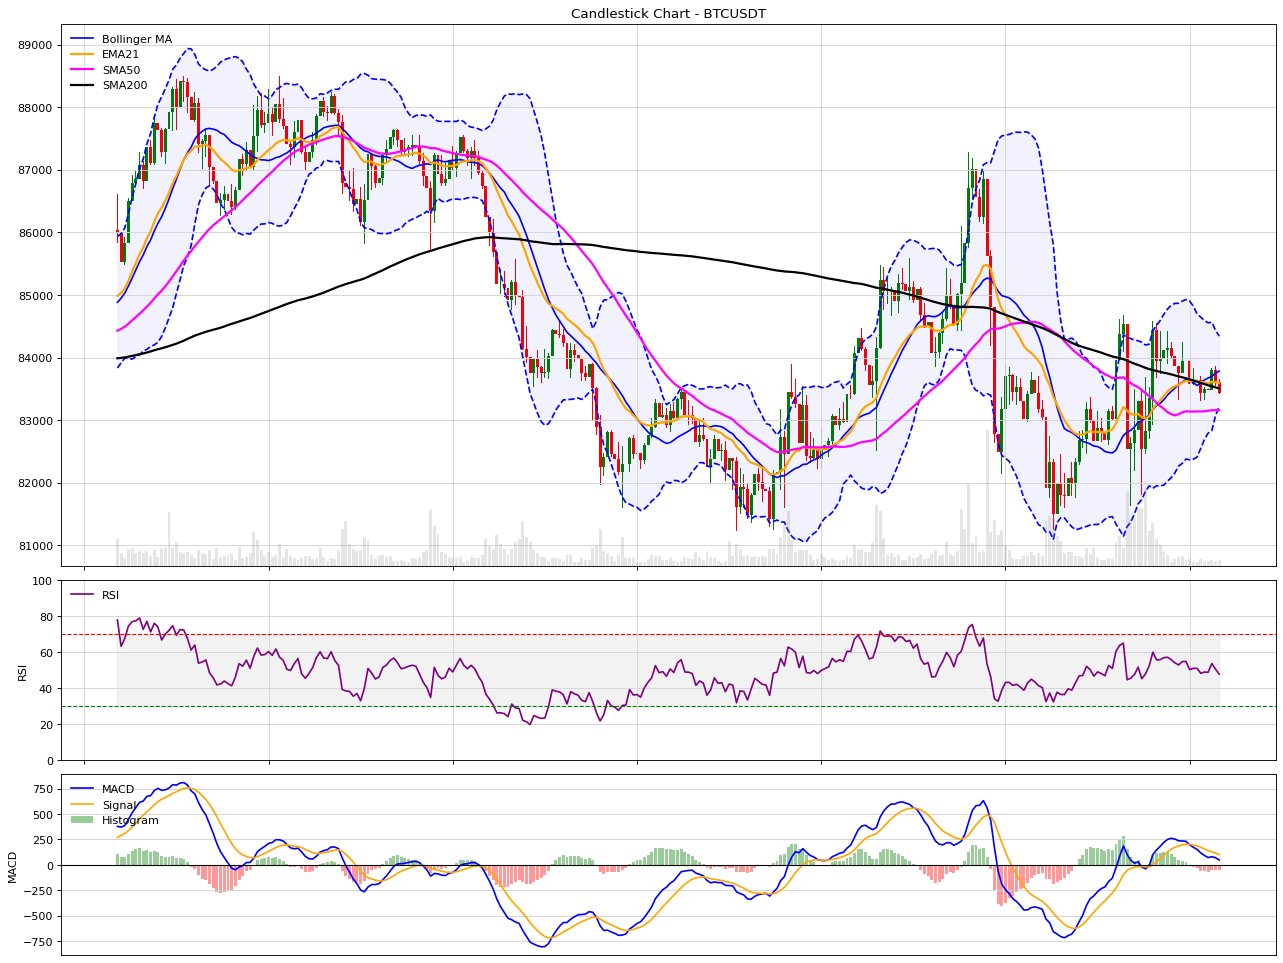 Candlestick Chart - BTCUSDT
Bollinger MA
EMA21
SMA50
SMA200
89000
88000
87000
86000
85000
84000
83000
82000
81000
RSI
100
80
60
40
20
0
RSI
MACD
Signal
Histogram
750
500
250
0
−250
−500
−750
MACD